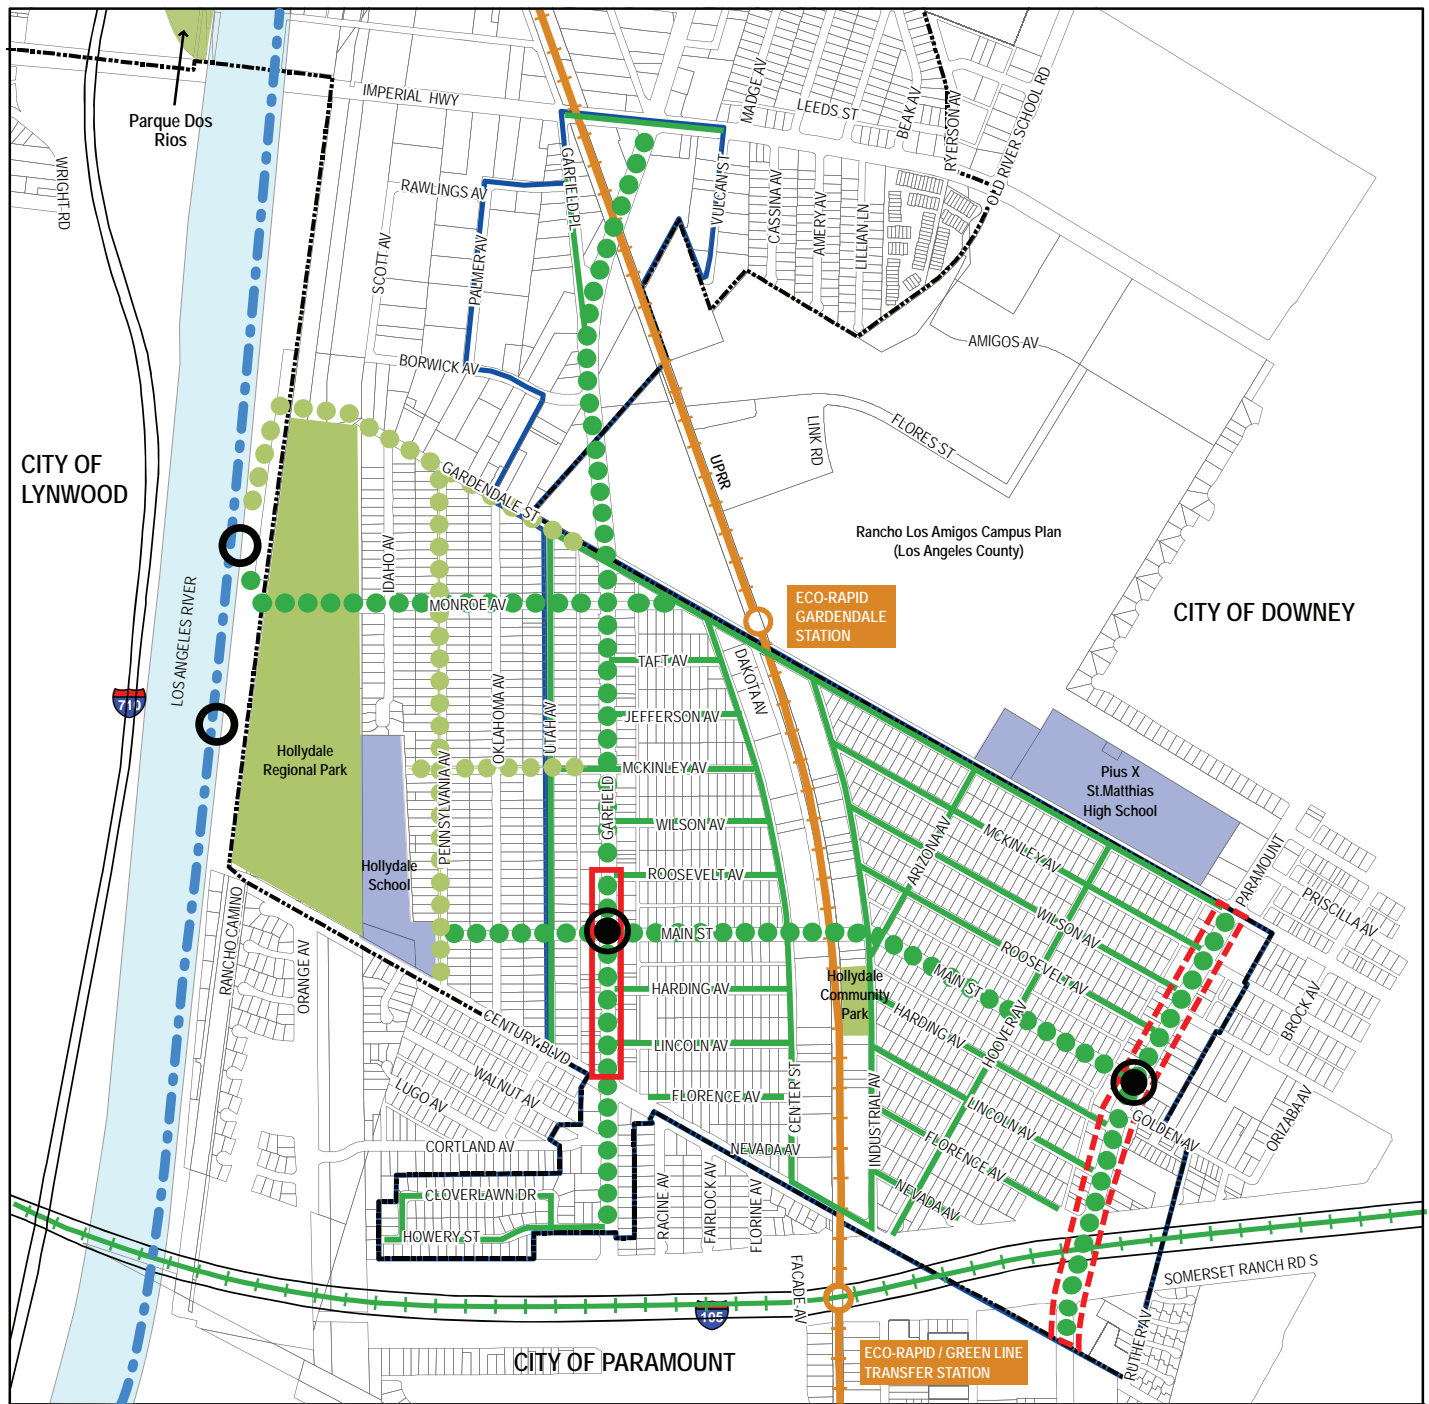 Parque Dos
Rios
IMPERIAL HWY
MADGE AV
LEEDS ST
BEAK AV
RYERSON AV
OLD RIVER SCHOOL RD
WRIGHT RD
RAWLINGS AV
GARFIELD PL
VULCAN ST
CASSINA AV
AMERY AV
LILLIAN LN
SCOTT AV
PALMER AV
BORWICK AV
AMIGOS AV
LINK RD
FLORES ST
CITY OF
LYNWOOD
GARDENDALE ST
UPRR
Rancho Los Amigos Campus Plan
(Los Angeles County)
IDAHO AV
LOS ANGELES RIVER
MONROE AV
ECO-RAPID
GARDENDALE
STATION
CITY OF DOWNEY
TAFT AV
DAKOTA AV
710
OKLAHOMA AV
UTAH AV
JEFFERSON AV
Hollydale
Regional Park
PENNSYLVANIA AV
MCKINLEY AV
GARFIELD
Pius X
St.Matthias
High School
WILSON AV
ARIZONA AV
MCKINLEY AV
PARAMOUNT
Hollydale
School
ROOSEVELT AV
PRISCILLA AV
RANCHO CAMINO
ORANGE AV
MAIN ST
WILSON AV
ROOSEVELT AV
MAIN ST
Hollydale
Community
Park
HARDING AV
HARDING AV
HOOVER AV
BROCK AV
CENTURY BLVD
LINCOLN AV
WALNUT AV
LUGO AV
FLORENCE AV
CENTER ST
INDUSTRIAL AV
LINCOLN AV
GOLDEN AV
ORIZABA AV
CORTLAND AV
NEVADA AV
FLORENCE AV
NEVADA AV
CLOVERLAWN DR
HOWERY ST
RACINE AV
FAIRLOCK AV
FLORINE AV
FACADE AV
SOMERSET RANCH RD S
105
RUTHER AV
CITY OF PARAMOUNT
ECO-RAPID / GREEN LINE
TRANSFER STATION